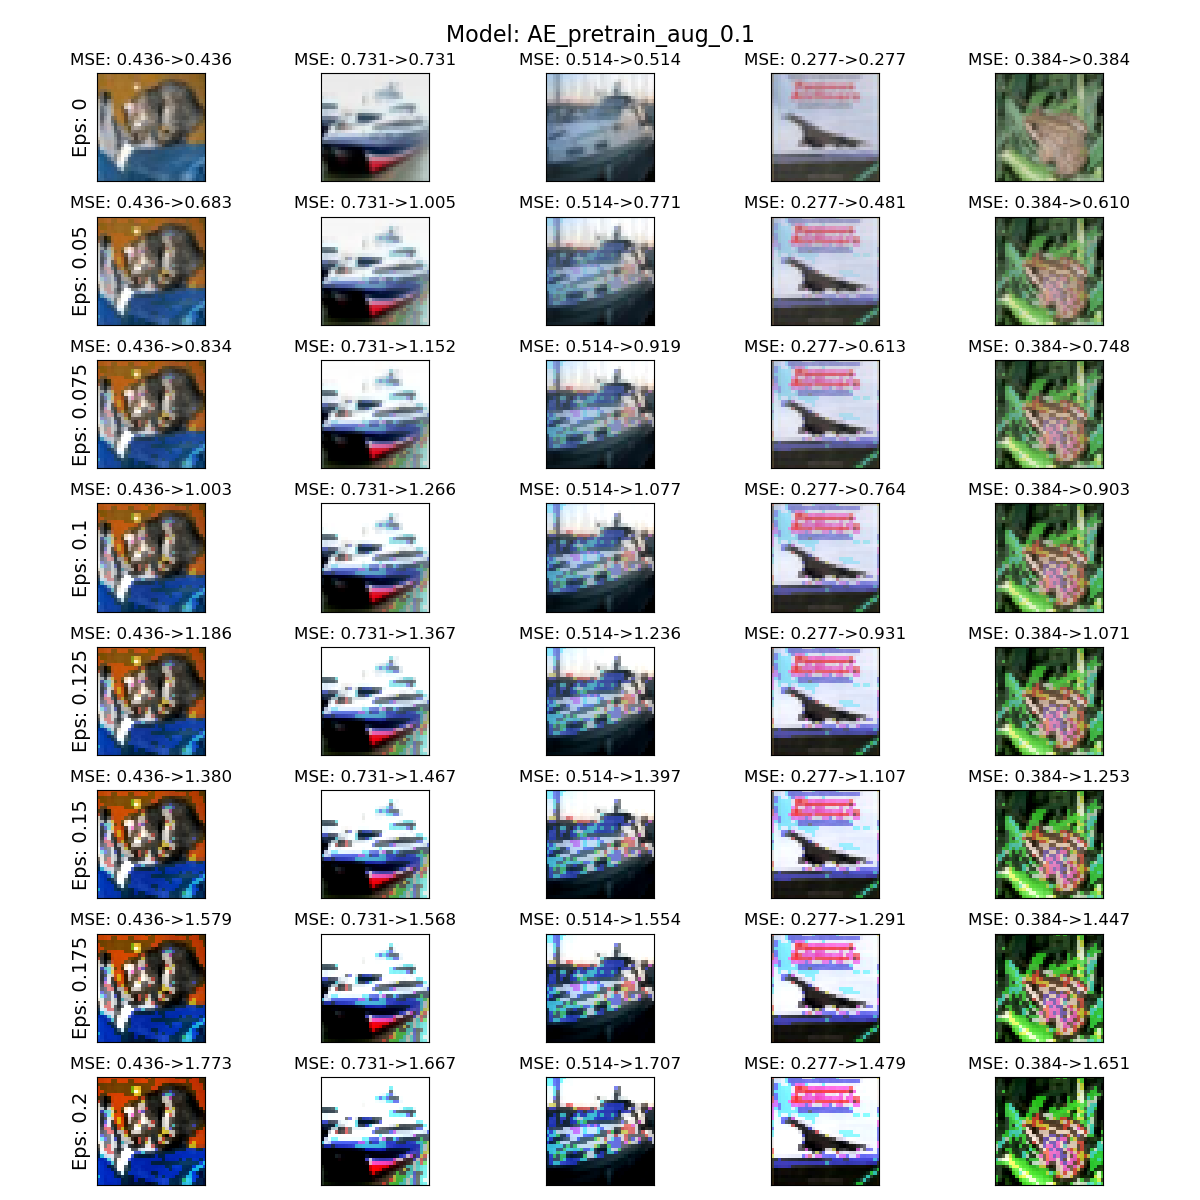 Model: AE_pretrain_aug_0.1
MSE: 0.436->0.436 MSE: 0.731->0.731 MSE: 0.514->0.514 MSE: 0.277->0.277 MSE: 0.384->0.384
Eps: 0
MSE: 0.436->0.683 MSE: 0.731->1.005 MSE: 0.514->0.771 MSE: 0.277->0.481 MSE: 0.384->0.610
Eps: 0.05
MSE: 0.436->0.834 MSE: 0.731->1.152 MSE: 0.514->0.919 MSE: 0.277->0.613 MSE: 0.384->0.748
Eps: 0.075
MSE: 0.436->1.003 MSE: 0.731->1.266 MSE: 0.514->1.077 MSE: 0.277->0.764 MSE: 0.384->0.903
Eps: 0.1
MSE: 0.436->1.186 MSE: 0.731->1.367 MSE: 0.514->1.236 MSE: 0.277->0.931 MSE: 0.384->1.071
Eps: 0.125
MSE: 0.436->1.380 MSE: 0.731->1.467 MSE: 0.514->1.397 MSE: 0.277->1.107 MSE: 0.384->1.253
Eps: 0.15
MSE: 0.436->1.579 MSE: 0.731->1.568 MSE: 0.514->1.554 MSE: 0.277->1.291 MSE: 0.384->1.447
Eps: 0.175
MSE: 0.436->1.773 MSE: 0.731->1.667 MSE: 0.514->1.707 MSE: 0.277->1.479 MSE: 0.384->1.651
Eps: 0.2